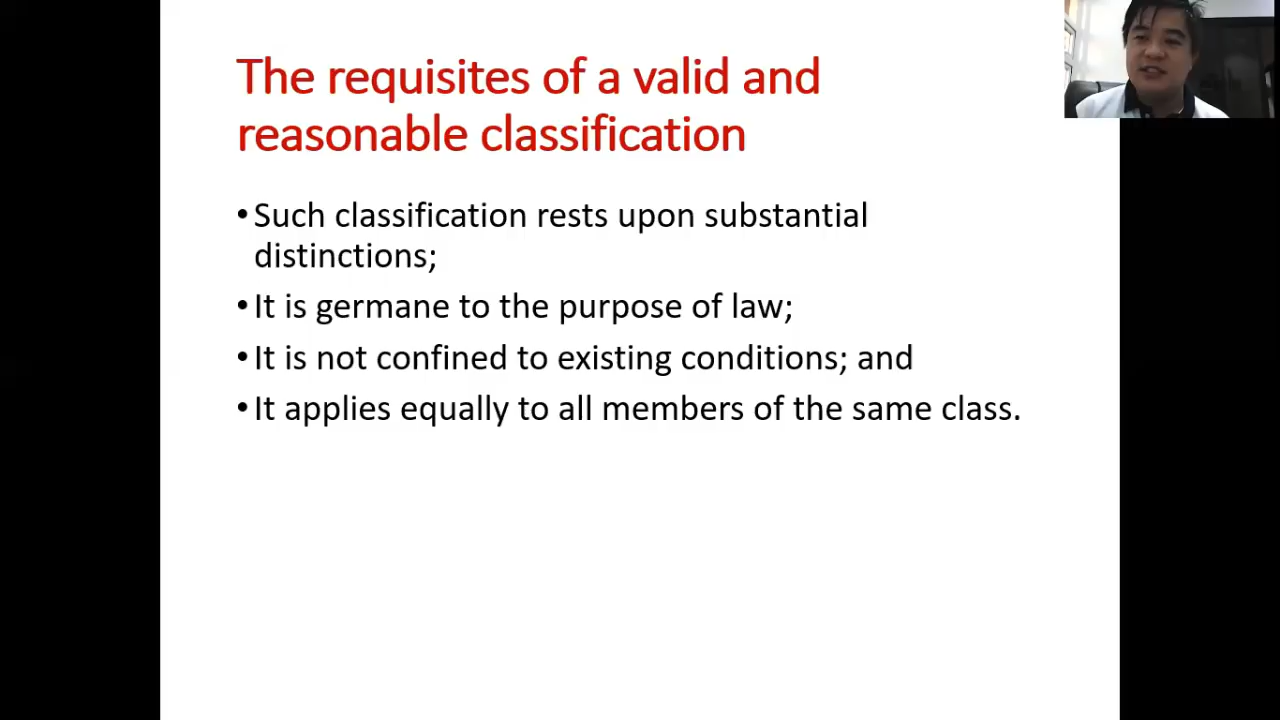 The requisites of a valid and
reasonable classification
•Such classification rests upon substantial
distinctions;
•It is germane to the purpose of law;
•It is not confined to existing conditions; and
•It applies equally to all members of the same class.